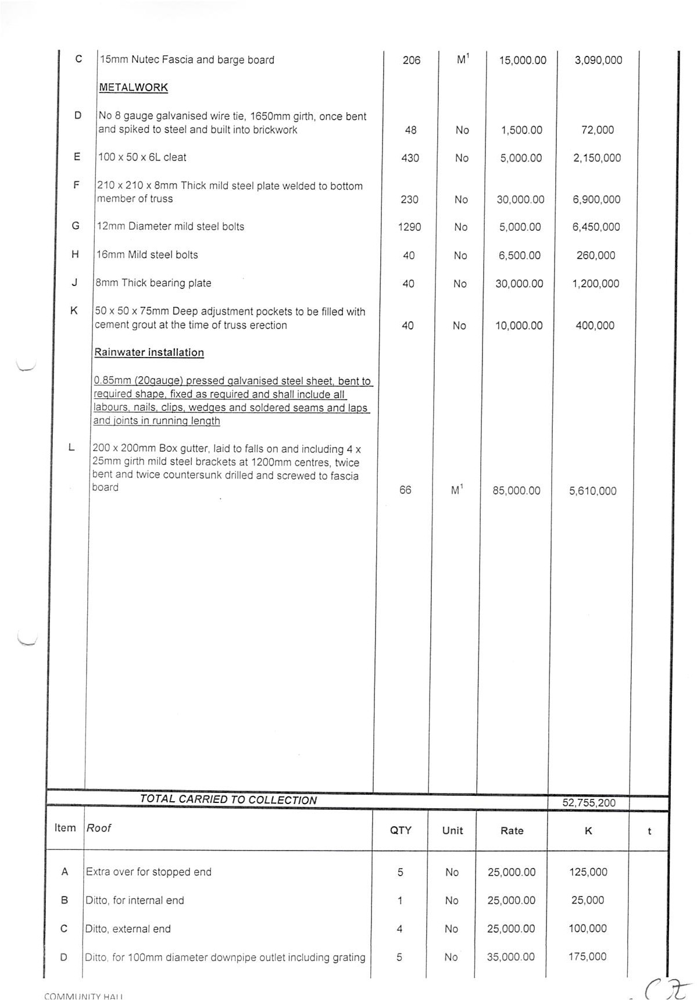 C 15mm Nutec Fascia and barge board 206 M¹ 15,000.00 3,090,000
METALWORK
D No 8 gauge galvanised wire tie, 1650mm girth, once bent
and spiked to steel and built into brickwork 48 No 1,500.00 72,000
E 100 x 50 x 6L cleat 430 No 5,000.00 2,150,000
F 210 x 210 x 8mm Thick mild steel plate welded to bottom
member of truss 230 No 30,000.00 6,900,000
G 12mm Diameter mild steel bolts 1290 No 5,000.00 6,450,000
H 16mm Mild steel bolts 40 No 6,500.00 260,000
J 8mm Thick bearing plate 40 No 30,000.00 1,200,000
K 50 x 50 x 75mm Deep adjustment pockets to be filled with
cement grout at the time of truss erection 40 No 10,000.00 400,000
Rainwater installation
0.85mm (20gauge) pressed galvanised steel sheet, bent to
required shape, fixed as required and shall include all
labours, nails, clips, wedges and soldered seams and laps
and joints in running length
L 200 x 200mm Box gutter, laid to falls on and including 4 x
25mm girth mild steel brackets at 1200mm centres, twice
bent and twice countersunk drilled and screwed to fascia
board 66 M¹ 85,000.00 5,610,000
TOTAL CARRIED TO COLLECTION 52,755,200
Item Roof QTY Unit Rate K t
A Extra over for stopped end 5 No 25,000.00 125,000
B Ditto, for internal end 1 No 25,000.00 25,000
C Ditto, external end 4 No 25,000.00 100,000
D Ditto, for 100mm diameter downpipe outlet including grating 5 No 35,000.00 175,000
COMMUNITY HALL